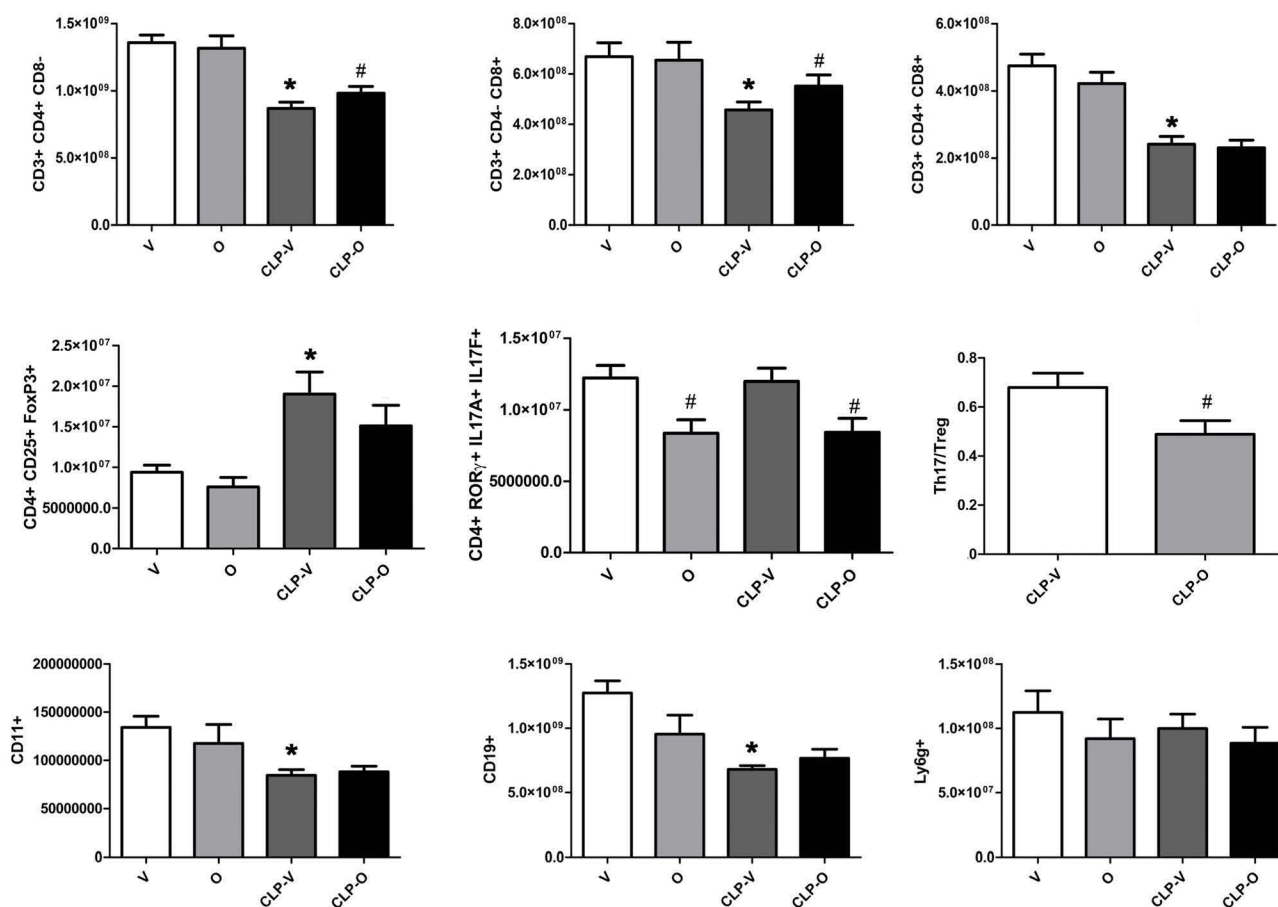 CD3+ CD4+ CD8-
1.5×10⁰⁹
1.0×10⁰⁹
5.0×10⁰⁸
0.0
*
#
V
O
CLP-V
CLP-O
CD3+ CD4- CD8+
8.0×10⁰⁸
6.0×10⁰⁸
4.0×10⁰⁸
2.0×10⁰⁸
0.0
*
#
V
O
CLP-V
CLP-O
CD3+ CD4+ CD8+
6.0×10⁰⁸
4.0×10⁰⁸
2.0×10⁰⁸
0.0
*
V
O
CLP-V
CLP-O
CD4+ CD25+ FoxP3+
2.5×10⁰⁷
2.0×10⁰⁷
1.5×10⁰⁷
1.0×10⁰⁷
5000000.0
0.0
*
V
O
CLP-V
CLP-O
CD4+ RORγ+ IL17A+ IL17F+
1.5×10⁰⁷
1.0×10⁰⁷
5000000.0
0.0
#
#
V
O
CLP-V
CLP-O
Th17/Treg
0.8
0.6
0.4
0.2
0
#
CLP-V
CLP-O
CD11+
200000000
150000000
100000000
50000000
0
*
V
O
CLP-V
CLP-O
CD19+
1.5×10⁰⁹
1.0×10⁰⁹
5.0×10⁰⁸
0.0
*
V
O
CLP-V
CLP-O
Ly6g+
1.5×10⁰⁸
1.0×10⁰⁸
5.0×10⁰⁷
0.0
V
O
CLP-V
CLP-O